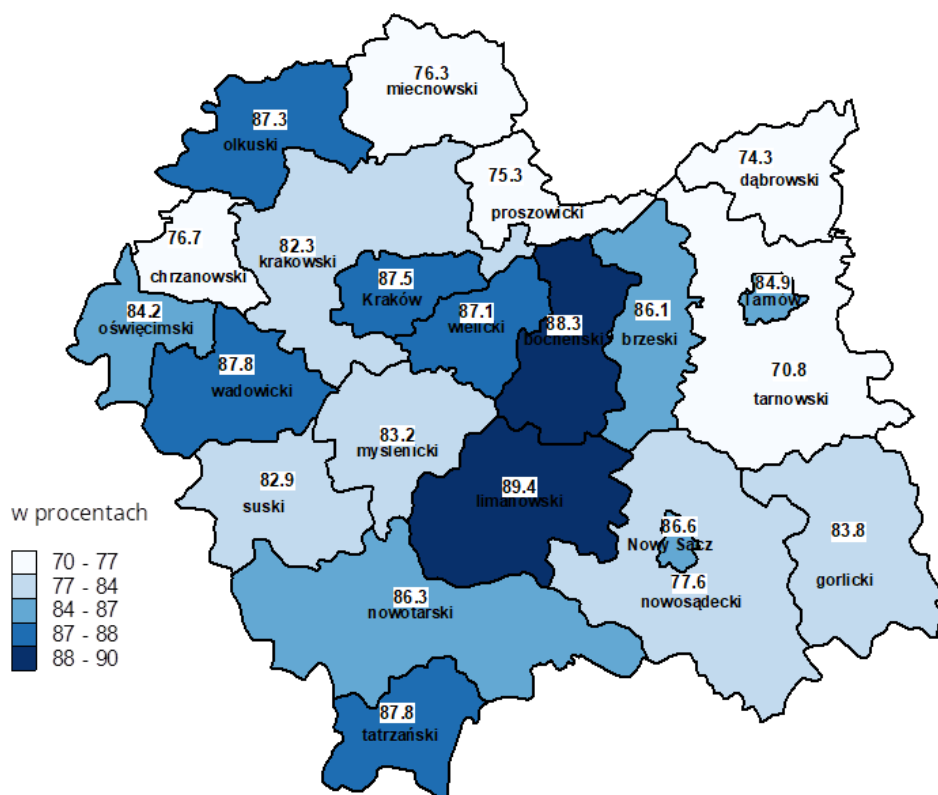 76.3
miecnowski
87.3
olkuski
74.3
dąbrowski
75.3
proszowicki
76.7
chrzanowski
82.3
krakowski
87.5
Kraków
84.9
Tarnów
84.2
oświęcimski
87.1
wielicki
88.3
bocheński
86.1
brzeski
87.8
wadowicki
70.8
tarnowski
83.2
myślenicki
82.9
suski
89.4
limanowski
86.6
Nowy Sącz
83.8
gorlicki
77.6
nowosądecki
86.3
nowotarski
87.8
tatrzański
w procentach
70 - 77
77 - 84
84 - 87
87 - 88
88 - 90